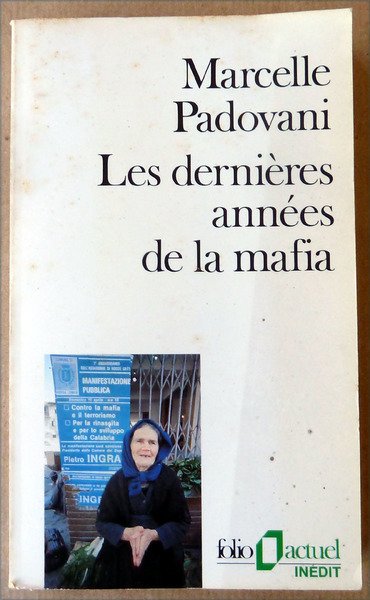 Marcelle
Padovani
Les dernières
années
de la mafia
MANIFESTAZIONE
PUBBLICA
Contro la mafia
e il terrorismo
Per la rinascita
e per lo sviluppo
della Calabria
Pietro INGRA
INGRA
folio actuel
INÉDIT